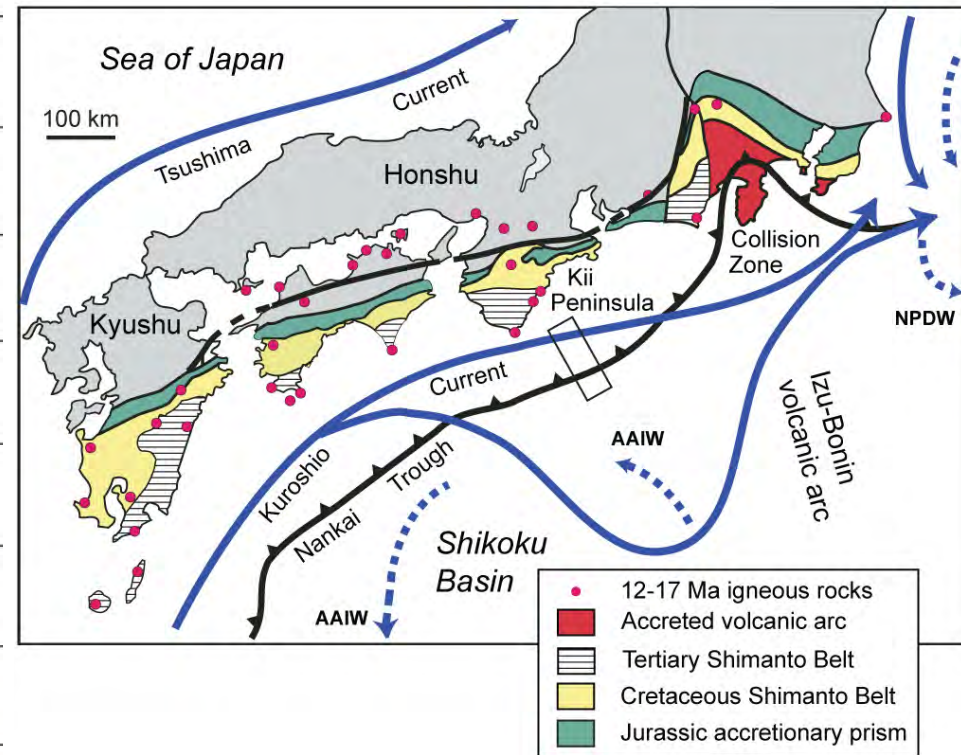 Sea of Japan
100 km
Tsushima
Current
Honshu
Kyushu
Kii
Peninsula
Collision
Zone
NPDW
Izu-Bonin
volcanic arc
Kuroshio
Current
Nankai
Trough
AAIW
AAIW
Shikoku
Basin
12-17 Ma igneous rocks
Accreted volcanic arc
Tertiary Shimanto Belt
Cretaceous Shimanto Belt
Jurassic accretionary prism